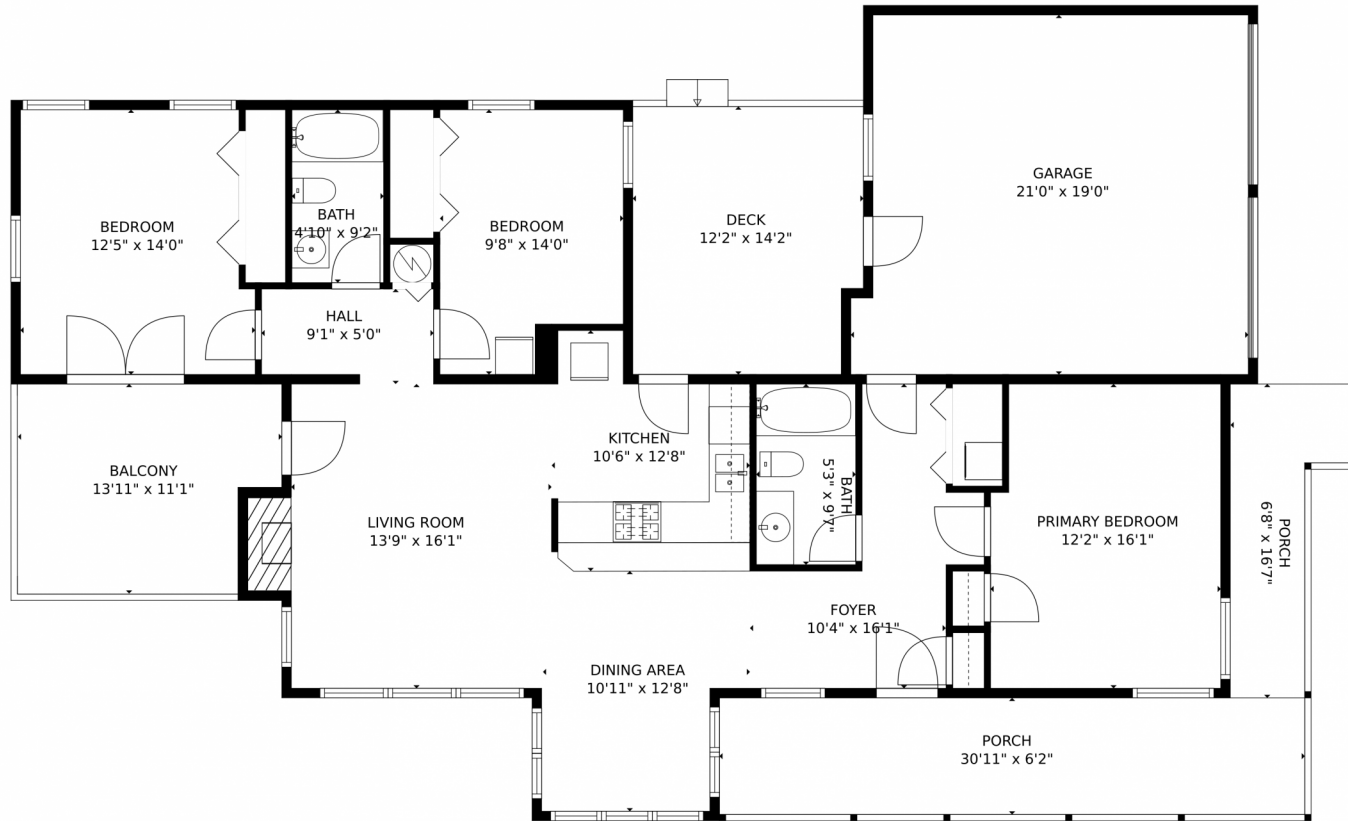 GARAGE
21'0" x 19'0"
BEDROOM
12'5" x 14'0"
BATH
4'10" x 9'2"
BEDROOM
9'8" x 14'0"
DECK
12'2" x 14'2"
HALL
9'1" x 5'0"
BALCONY
13'11" x 11'1"
LIVING ROOM
13'9" x 16'1"
KITCHEN
10'6" x 12'8"
BATH
5'3" x 9'7"
PRIMARY BEDROOM
12'2" x 16'1"
PORCH
6'8" x 16'7"
FOYER
10'4" x 16'1"
DINING AREA
10'11" x 12'8"
PORCH
30'11" x 6'2"